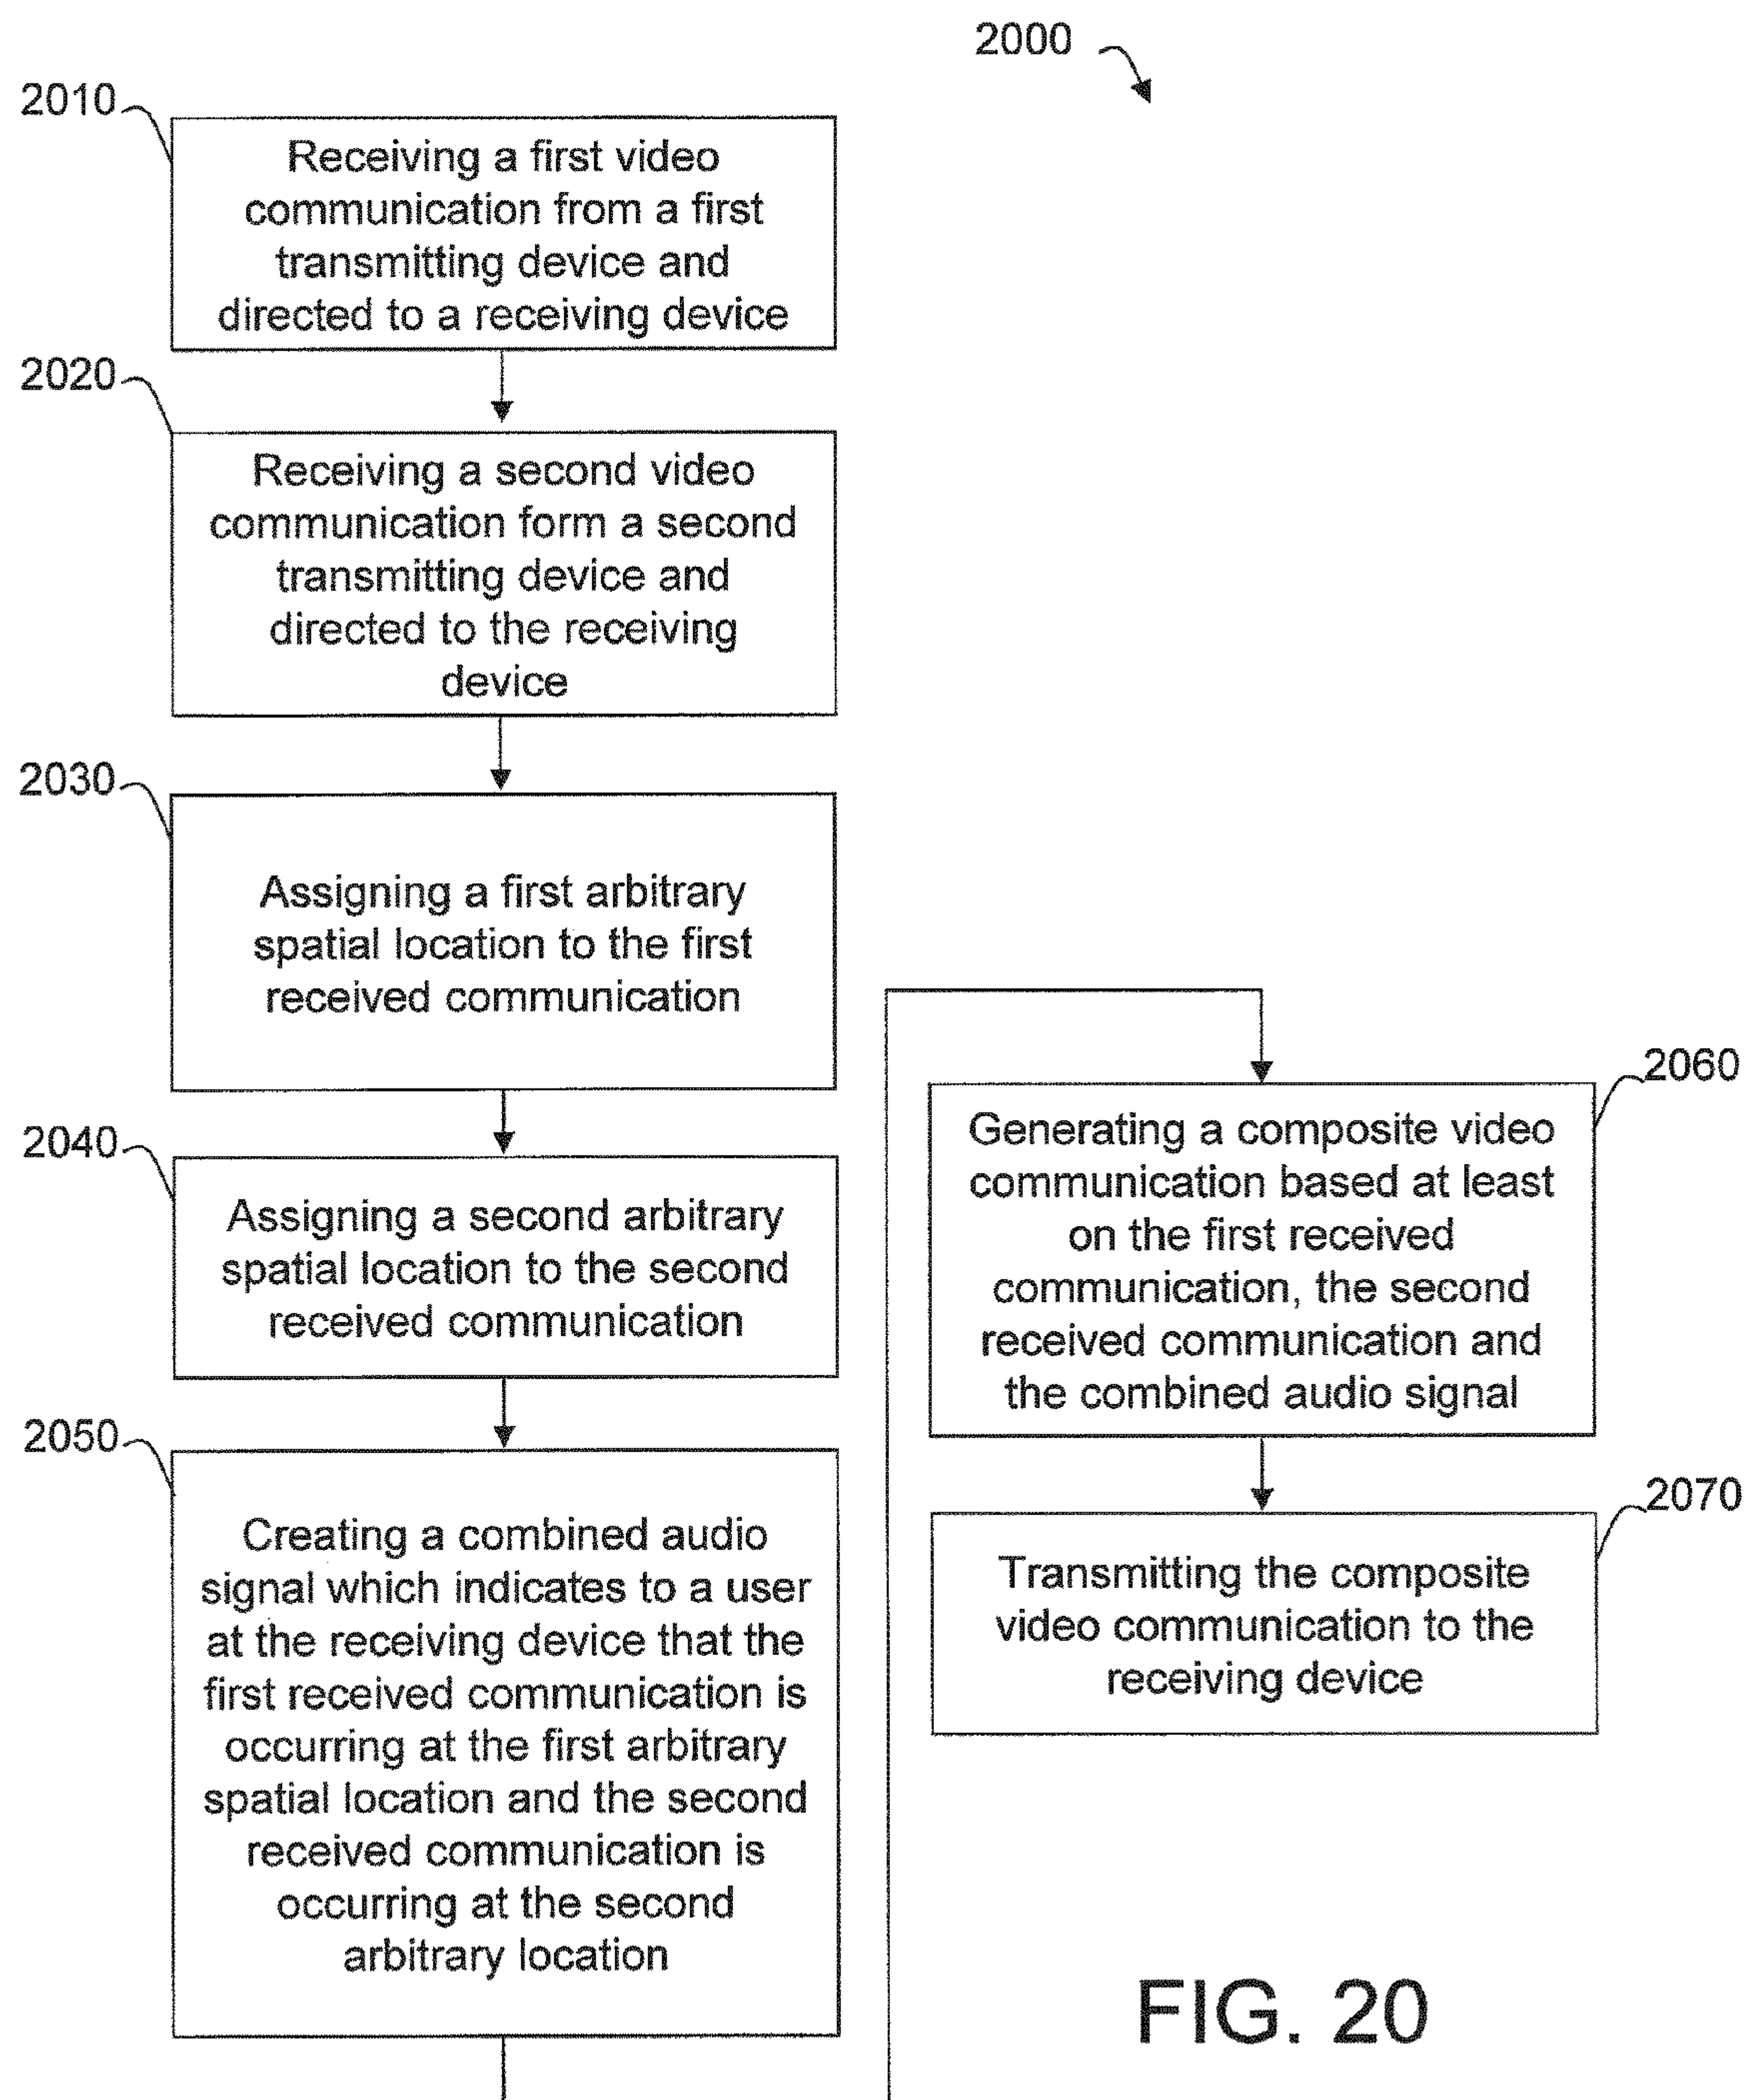 2000
2010
Receiving a first video
communication from a first
transmitting device and
directed to a receiving device
2020
Receiving a second video
communication form a second
transmitting device and
directed to the receiving
device
2030
Assigning a first arbitrary
spatial location to the first
received communication
2040
Assigning a second arbitrary
spatial location to the second
received communication
2050
Creating a combined audio
signal which indicates to a user
at the receiving device that the
first received communication is
occurring at the first arbitrary
spatial location and the second
received communication is
occurring at the second
arbitrary location
2060
Generating a composite video
communication based at least
on the first received
communication, the second
received communication and
the combined audio signal
2070
Transmitting the composite
video communication to the
receiving device
FIG. 20